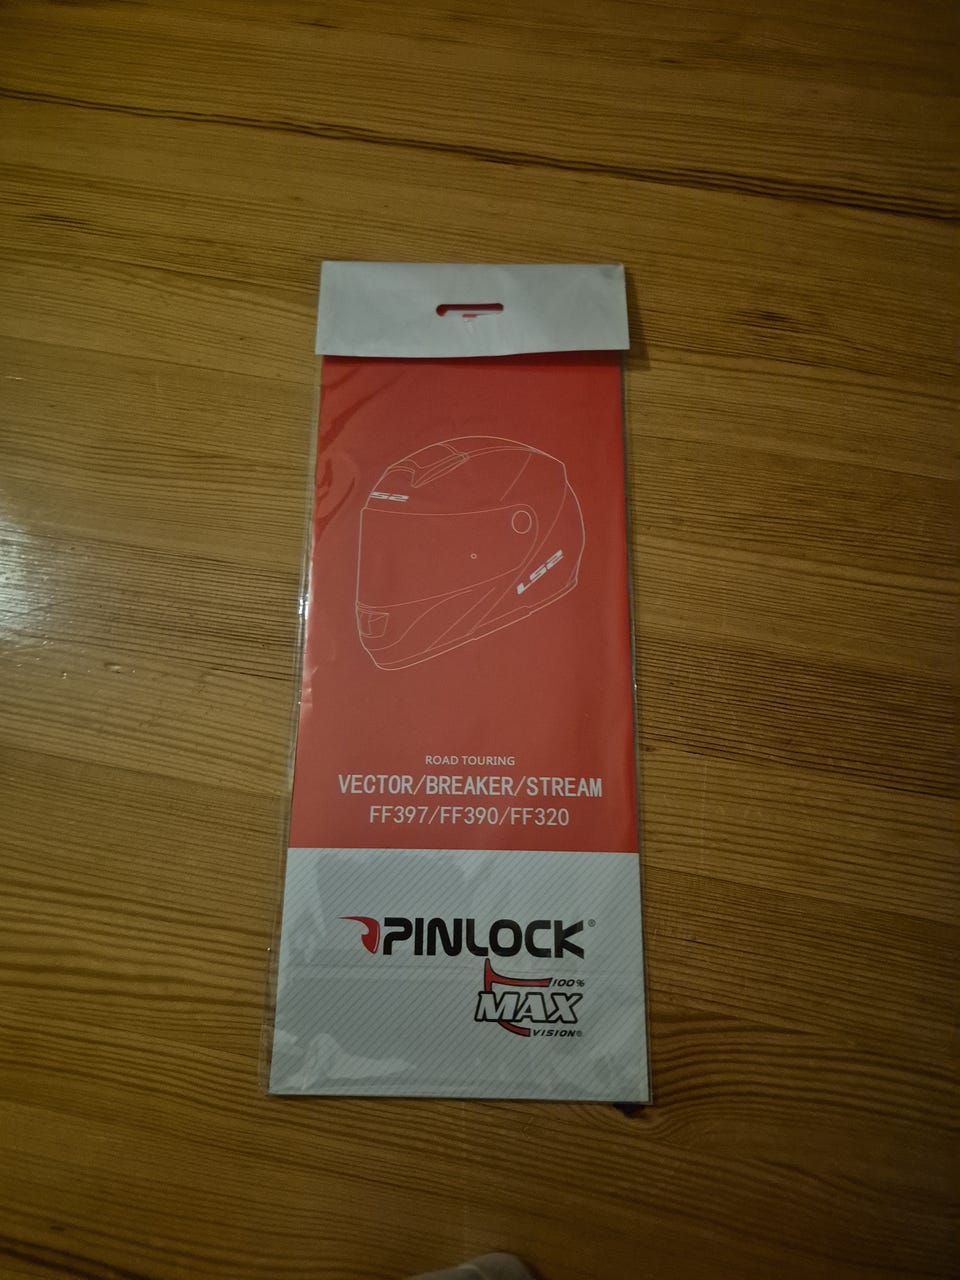 LS2
LS2
ROAD TOURING
VECTOR/BREAKER/STREAM
FF397/FF390/FF320
PINLOCK®
100%
MAX
VISION®